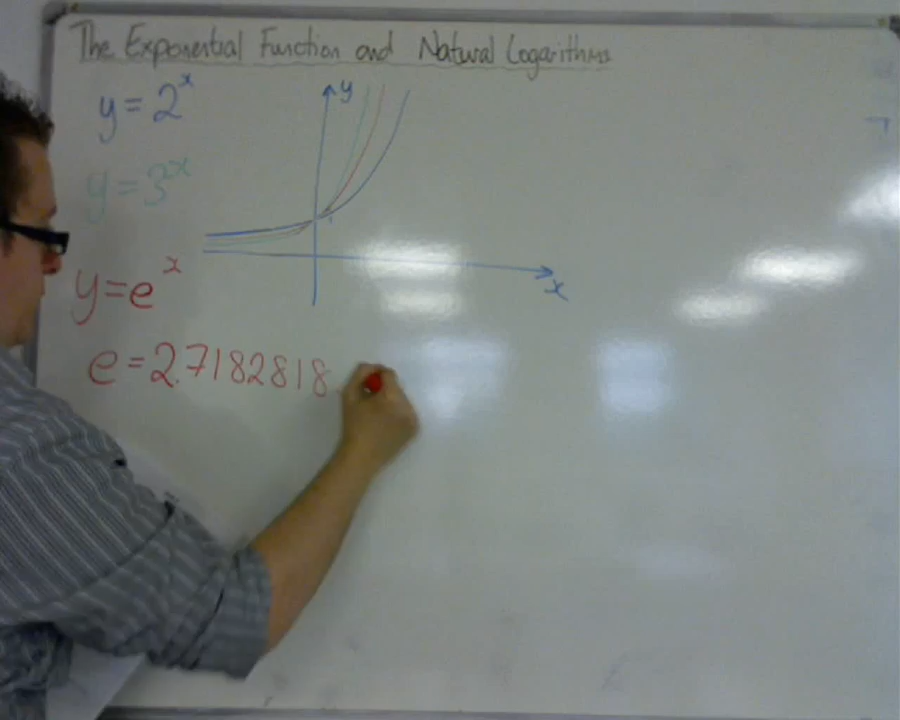 The Exponential Function and Natural Logarithms
y = 2^x
y
y = 3^x
y = e^x
x
e = 2.7182818